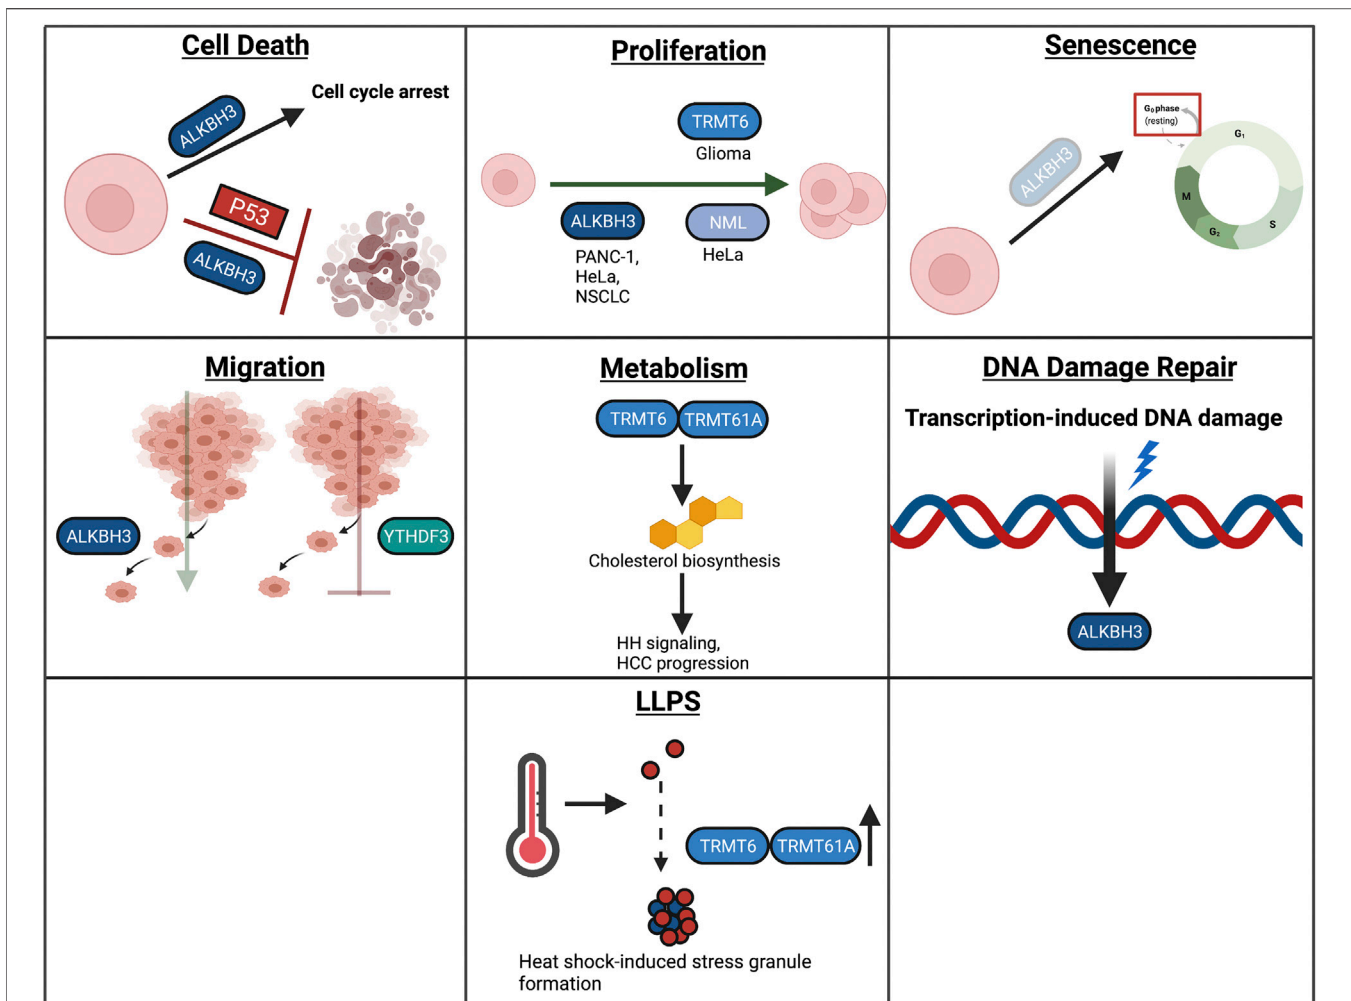 Cell Death
Cell cycle arrest
ALKBH3
P53
ALKBH3
Proliferation
TRMT6
Glioma
ALKBH3
PANC-1,
HeLa,
NSCLC
NML
HeLa
Senescence
ALKBH3
G₀ phase
(resting)
G₁
S
G₂
M
Migration
ALKBH3
YTHDF3
Metabolism
TRMT6 TRMT61A
Cholesterol biosynthesis
HH signaling,
HCC progression
DNA Damage Repair
Transcription-induced DNA damage
ALKBH3
LLPS
TRMT6 TRMT61A
Heat shock-induced stress granule
formation